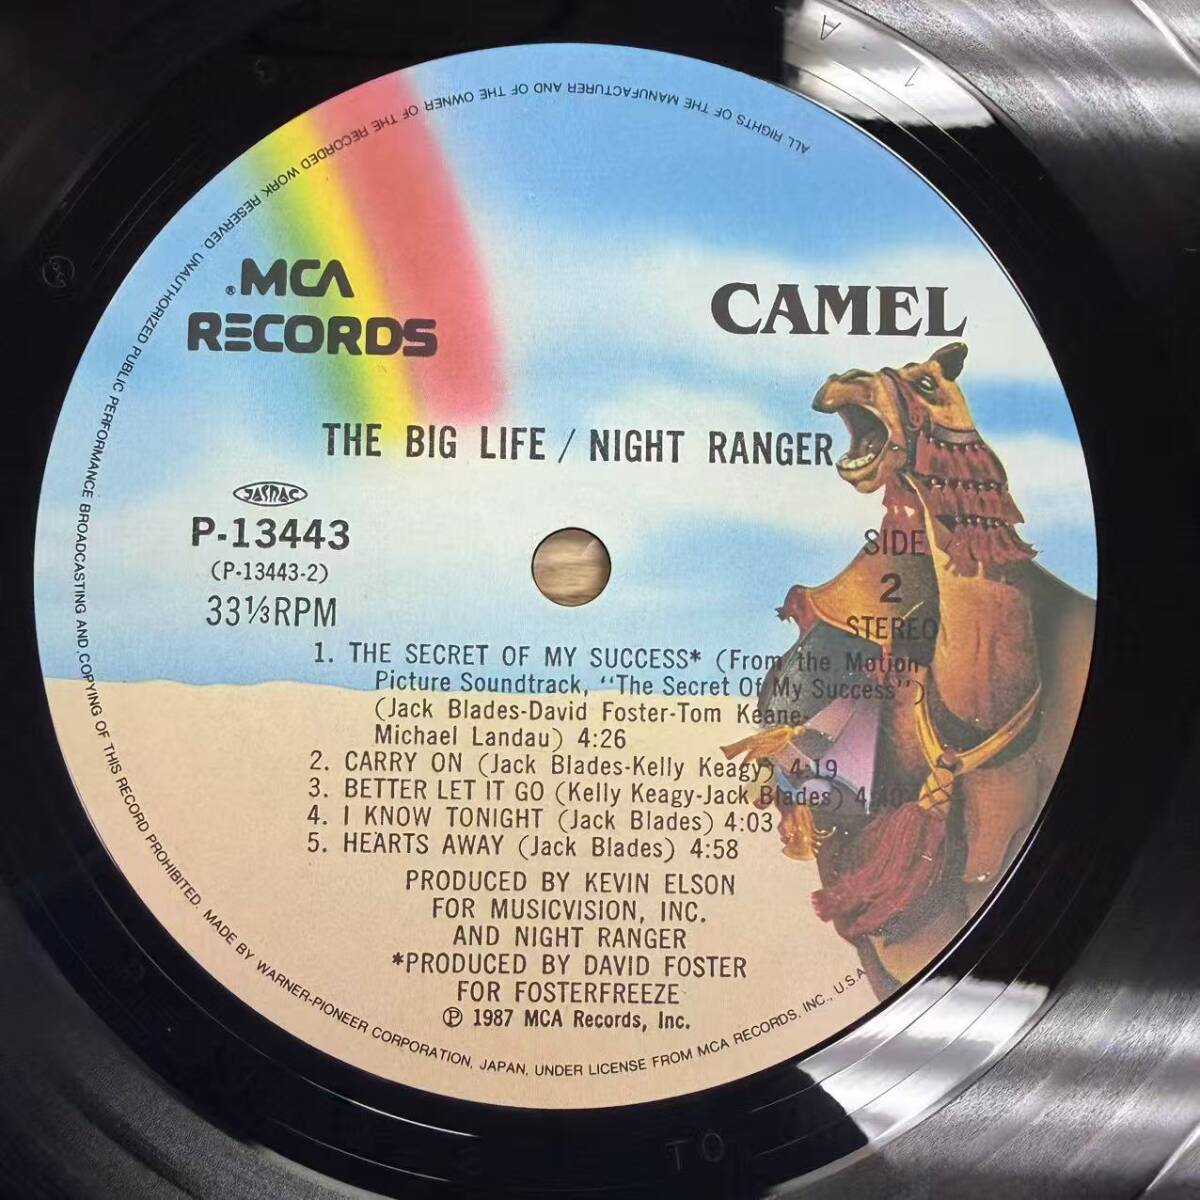 ALL RIGHTS OF THE MANUFACTURER AND OF THE OWNER OF THE RECORDED WORK RESERVED. UNAUTHORIZED PUBLIC PERFORMANCE BROADCASTING AND COPYING OF THIS RECORD PROHIBITED. MADE BY WARNER-PIONEER CORPORATION, JAPAN, UNDER LICENSE FROM MCA RECORDS, INC., U.S.A.
®MCA
RECORDS
CAMEL
THE BIG LIFE / NIGHT RANGER
JASRAC
P-13443
(P-13443-2)
33⅓RPM
SIDE
2
STEREO
1. THE SECRET OF MY SUCCESS* (From the Motion
Picture Soundtrack, "The Secret Of My Success")
(Jack Blades-David Foster-Tom Keane-
Michael Landau) 4:26
2. CARRY ON (Jack Blades-Kelly Keagy) 4:19
3. BETTER LET IT GO (Kelly Keagy-Jack Blades) 4:10
4. I KNOW TONIGHT (Jack Blades) 4:03
5. HEARTS AWAY (Jack Blades) 4:58
PRODUCED BY KEVIN ELSON
FOR MUSICVISION, INC.
AND NIGHT RANGER
*PRODUCED BY DAVID FOSTER
FOR FOSTERFREEZE
Ⓟ 1987 MCA Records, Inc.